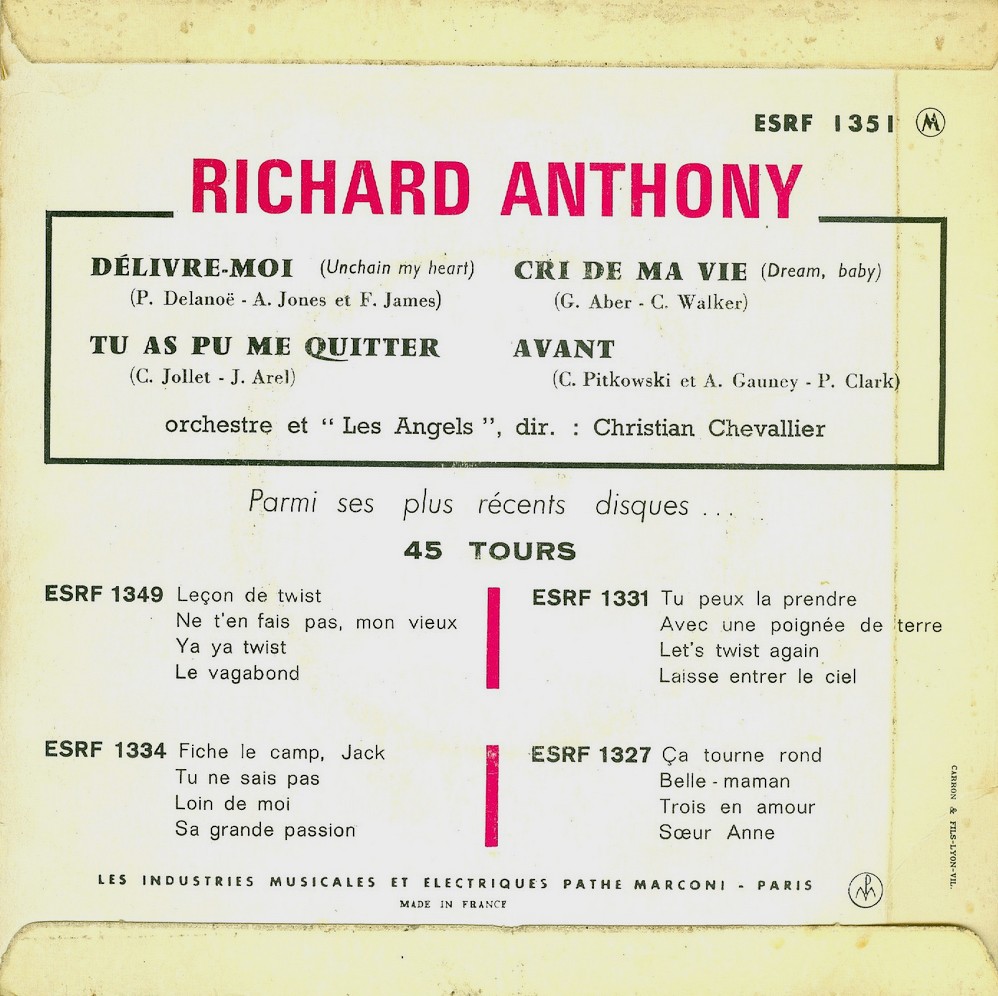 ESRF 1351 M
RICHARD ANTHONY
DÉLIVRE-MOI (Unchain my heart)
(P. Delanoë - A. Jones et F. James)
TU AS PU ME QUITTER
(C. Jollet - J. Arel)
CRI DE MA VIE (Dream, baby)
(G. Aber - C. Walker)
AVANT
(C. Pitkowski et A. Gauncy - P. Clark)
orchestre et “ Les Angels ”, dir. : Christian Chevallier
Parmi ses plus récents disques ...
45 TOURS
ESRF 1349 Leçon de twist
Ne t'en fais pas, mon vieux
Ya ya twist
Le vagabond
ESRF 1331 Tu peux la prendre
Avec une poignée de terre
Let's twist again
Laisse entrer le ciel
ESRF 1334 Fiche le camp, Jack
Tu ne sais pas
Loin de moi
Sa grande passion
ESRF 1327 Ça tourne rond
Belle - maman
Trois en amour
Sœur Anne
LES INDUSTRIES MUSICALES ET ELECTRIQUES PATHE MARCONI - PARIS
MADE IN FRANCE
CARRON & FILS-LYON-VIL.